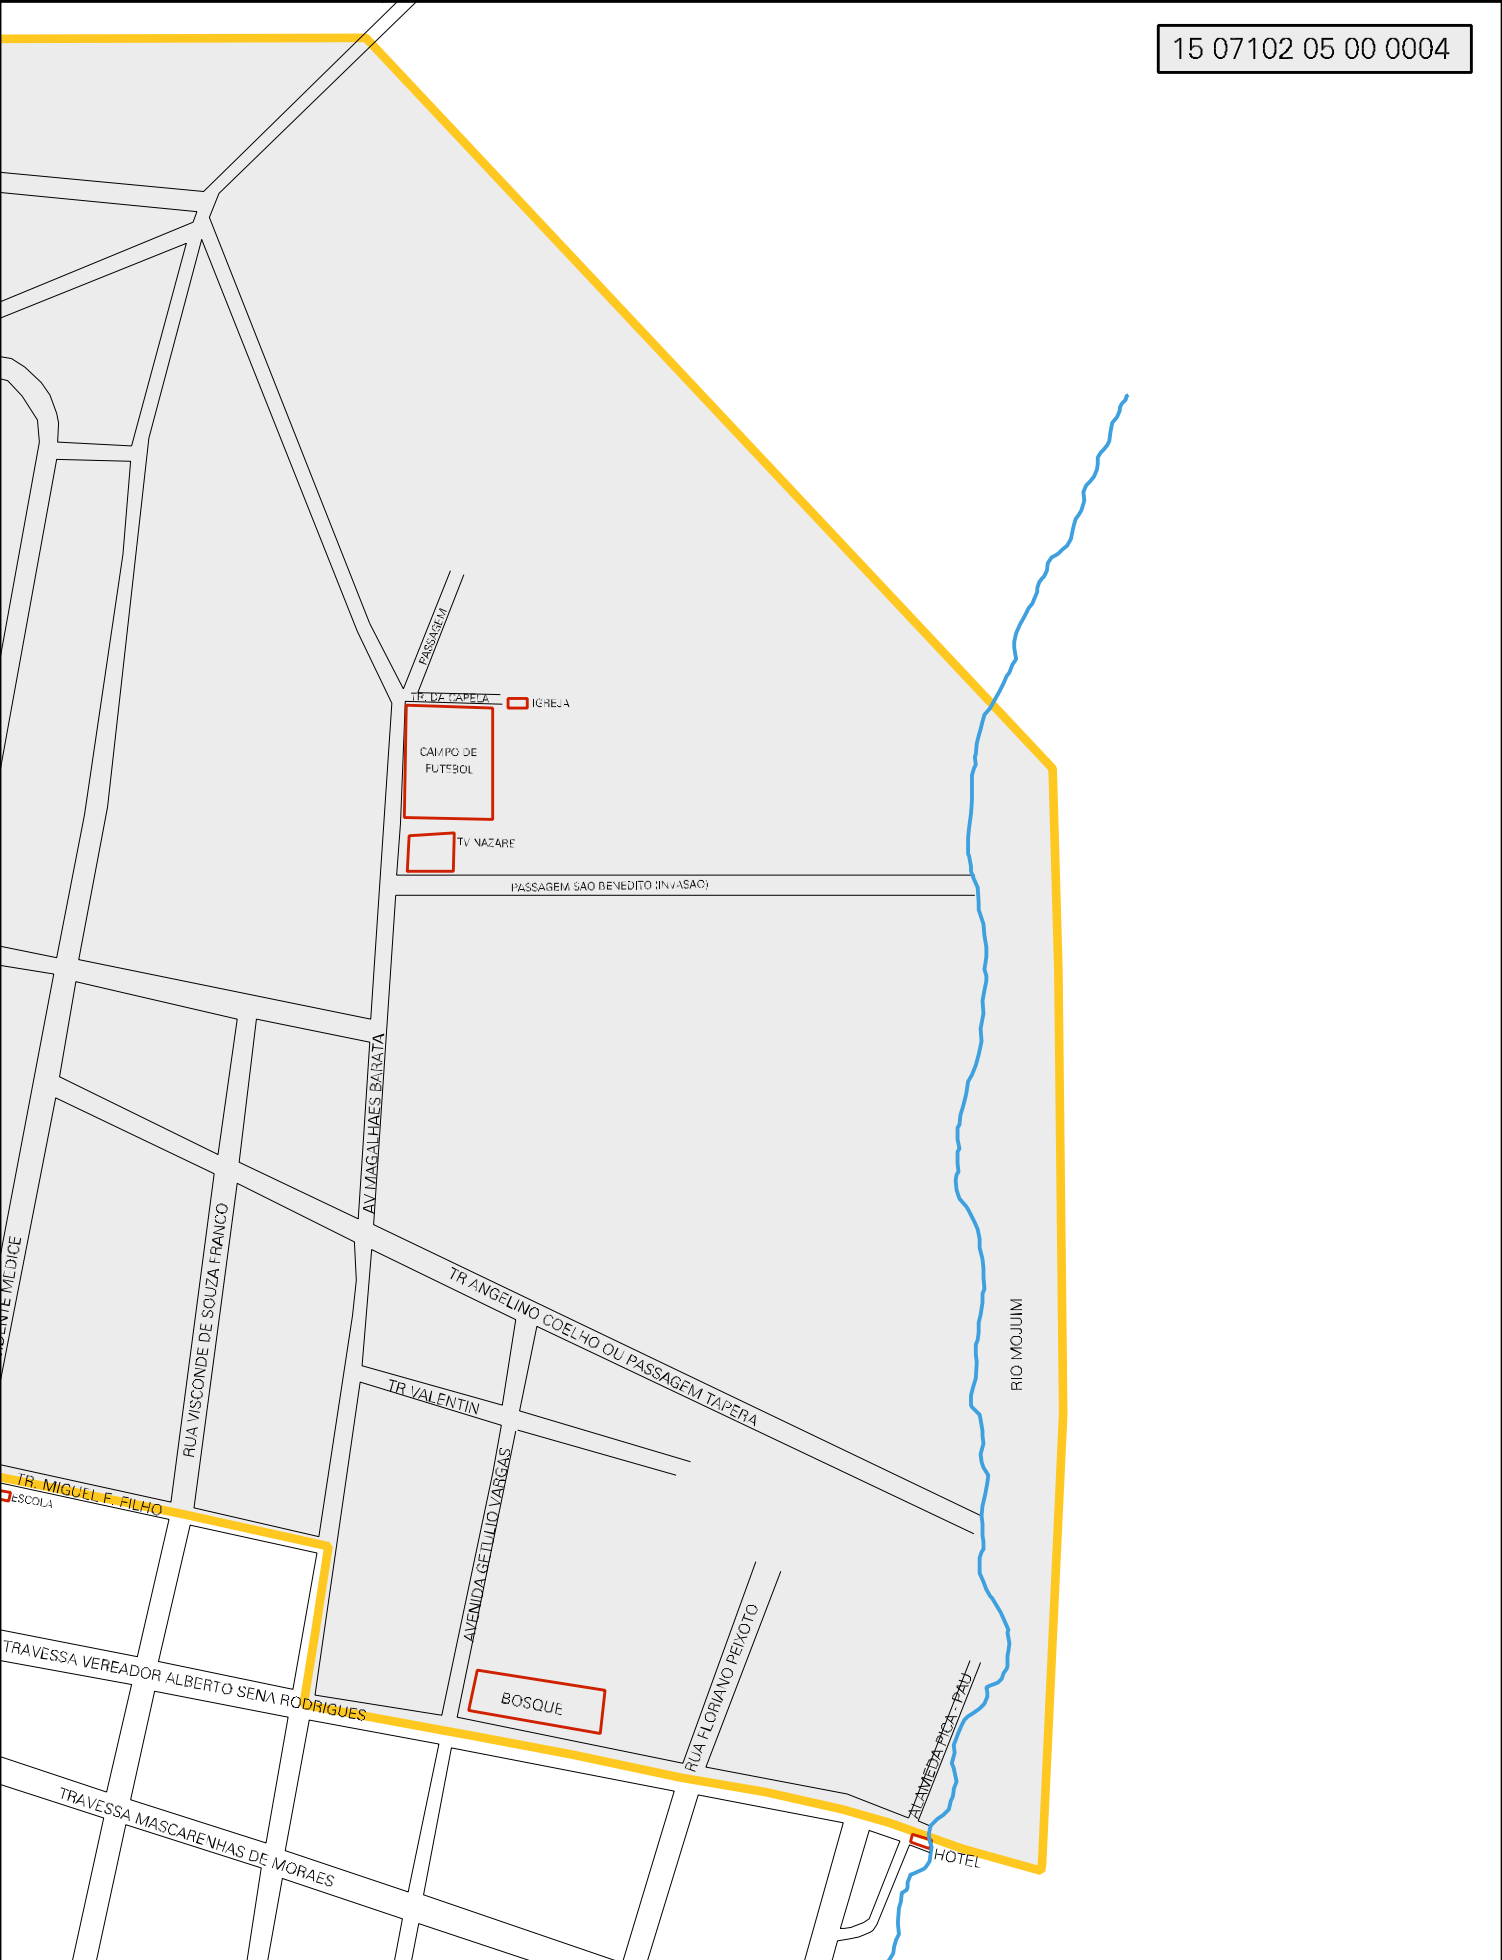 15 07102 05 00 0004
PASSAGEM
TR. DA CAPELA
IGREJA
CAMPO DE
FUTEBOL
TV NAZARE
PASSAGEM SAO BENEDITO (INVASAO)
AV MAGALHAES BARATA
RUA VISCONDE DE SOUZA FRANCO
MEDICE
TR ANGELINO COELHO OU PASSAGEM TAPERA
RIO MOJUIM
TR VALENTIN
AVENIDA GETULIO VARGAS
TR. MIGUEL F. FILHO
ESCOLA
RUA FLORIANO PEIXOTO
TRAVESSA VEREADOR ALBERTO SENA RODRIGUES
BOSQUE
ALAMEDA PICA - PAU
TRAVESSA MASCARENHAS DE MORAES
HOTEL